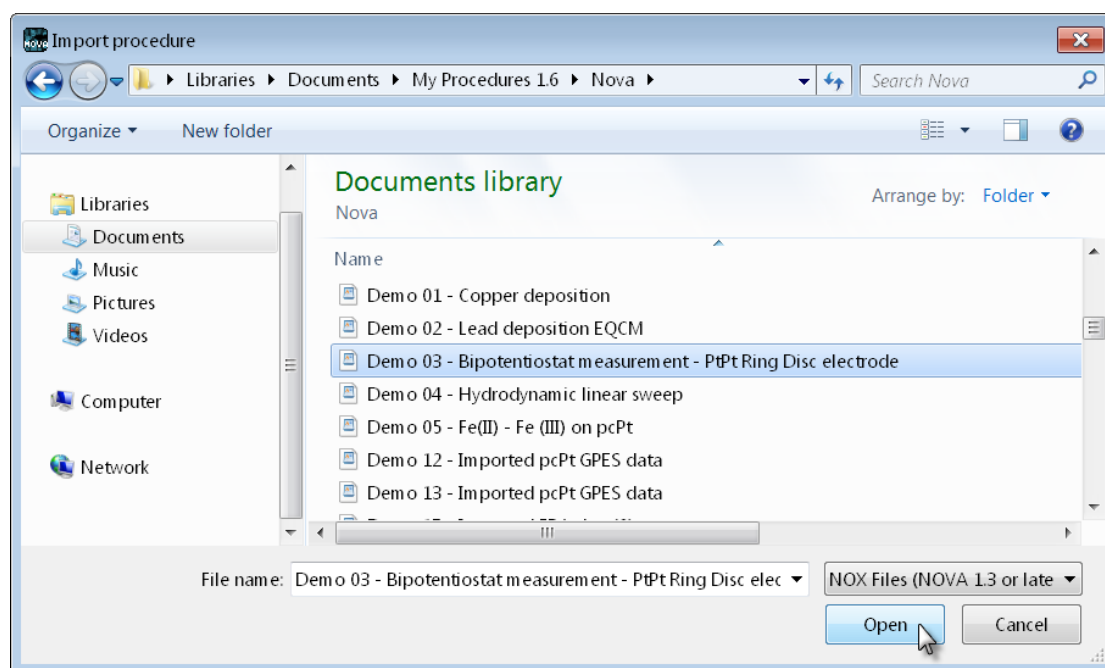 Import procedure
Libraries Documents My Procedures 1.6 Nova
Search Nova
Organize New folder
Documents library
Nova
Arrange by: Folder
Libraries
Documents
Music
Pictures
Videos
Computer
Network
Name
Demo 01 - Copper deposition
Demo 02 - Lead deposition EQCM
Demo 03 - Bipotentiostat measurement - PtPt Ring Disc electrode
Demo 04 - Hydrodynamic linear sweep
Demo 05 - Fe(II) - Fe (III) on pcPt
Demo 12 - Imported pcPt GPES data
Demo 13 - Imported pcPt GPES data
File name: Demo 03 - Bipotentiostat measurement - PtPt Ring Disc elec
NOX Files (NOVA 1.3 or late
Open Cancel